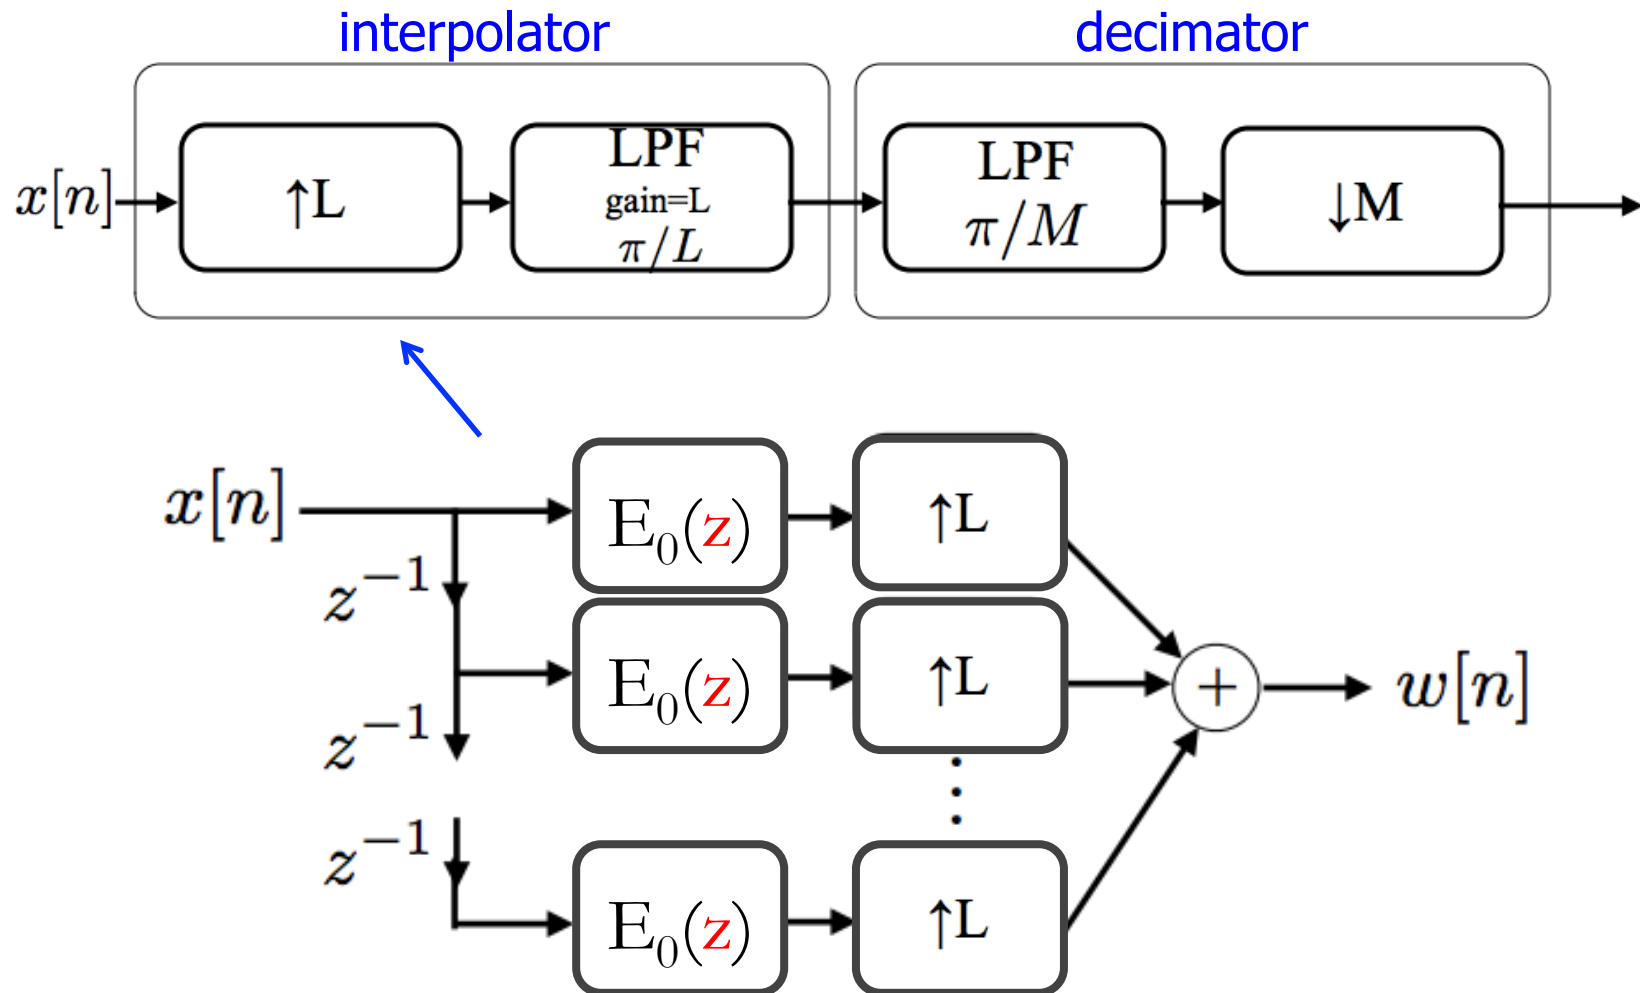 interpolator decimator
x[n] ↑L LPF gain=L π/L LPF π/M ↓M
x[n] E₀(z) ↑L
z⁻¹
E₀(z) ↑L + w[n]
z⁻¹
⋮
z⁻¹
E₀(z) ↑L